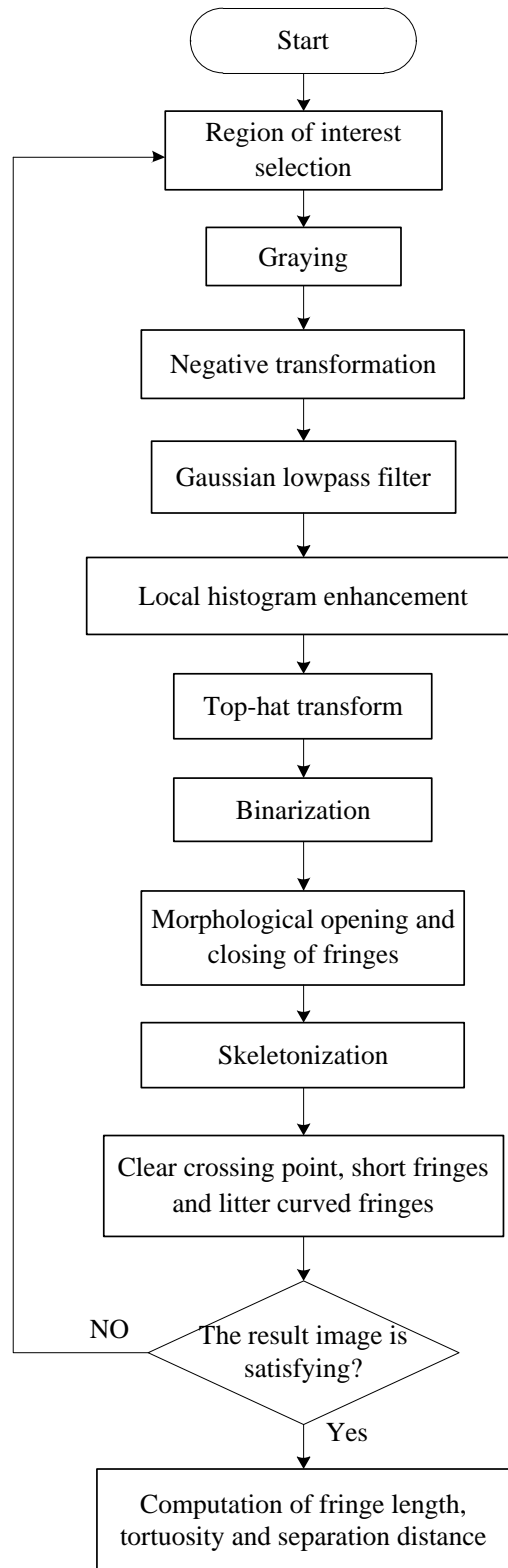 Start
Region of interest
selection
Graying
Negative transformation
Gaussian lowpass filter
Local histogram enhancement
Top-hat transform
Binarization
Morphological opening and
closing of fringes
Skeletonization
Clear crossing point, short fringes
and litter curved fringes
NO
The result image is
satisfying?
Yes
Computation of fringe length,
tortuosity and separation distance